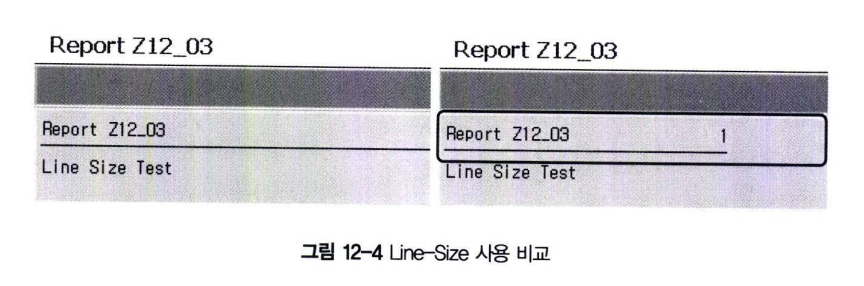 Report Z12_03
Report Z12_03
Line Size Test
Report Z12_03
Report Z12_03 1
Line Size Test
그림 12-4 Line-Size 사용 비교